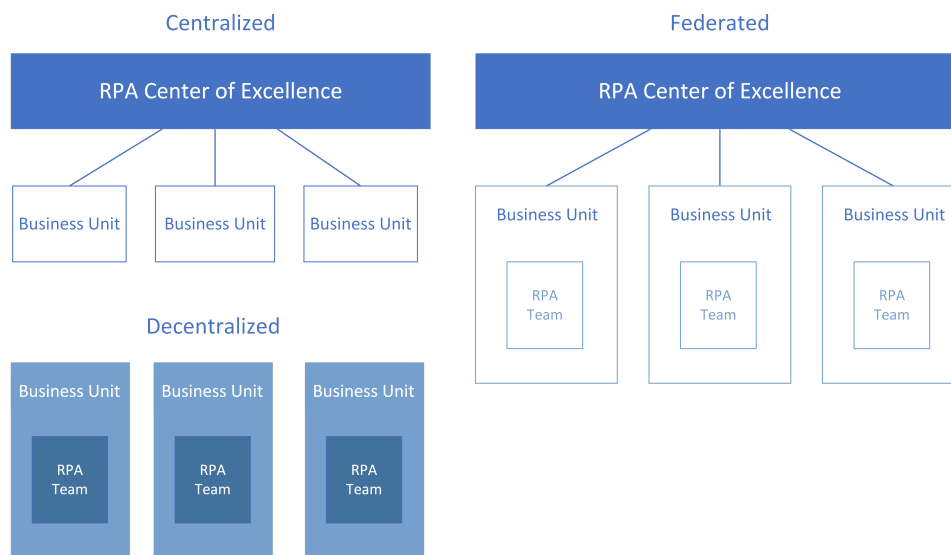 Centralized
RPA Center of Excellence
Business Unit
Business Unit
Business Unit
Decentralized
Business Unit
RPA
Team
Business Unit
RPA
Team
Business Unit
RPA
Team
Federated
RPA Center of Excellence
Business Unit
RPA
Team
Business Unit
RPA
Team
Business Unit
RPA
Team